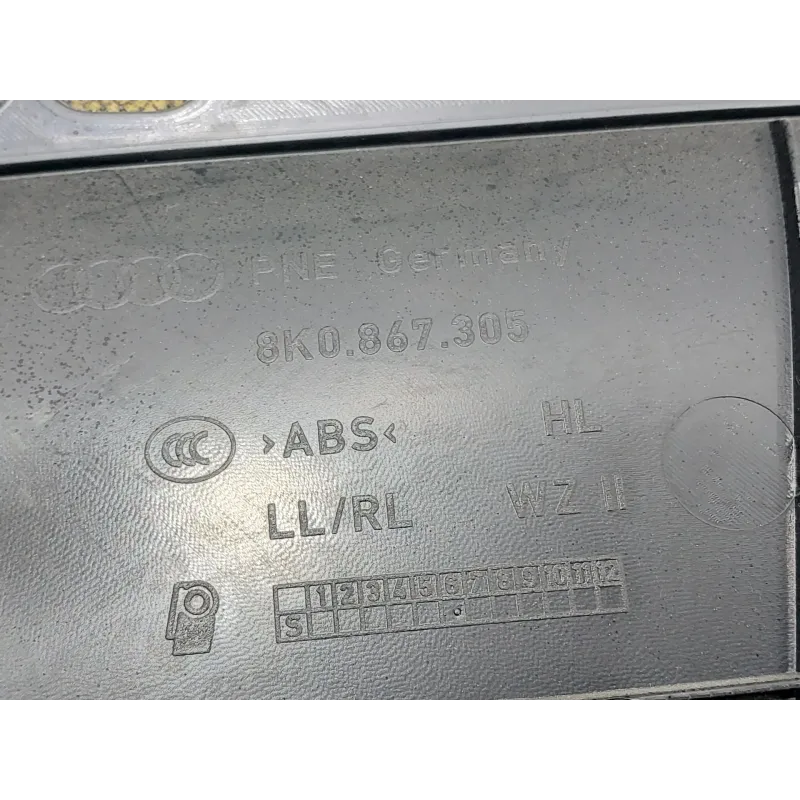 PNE Germany
8K0.867.305
CCC >ABS< HL
LL/RL WZ II
1 2 3 4 5 6 7 8 9 10 11 12
S